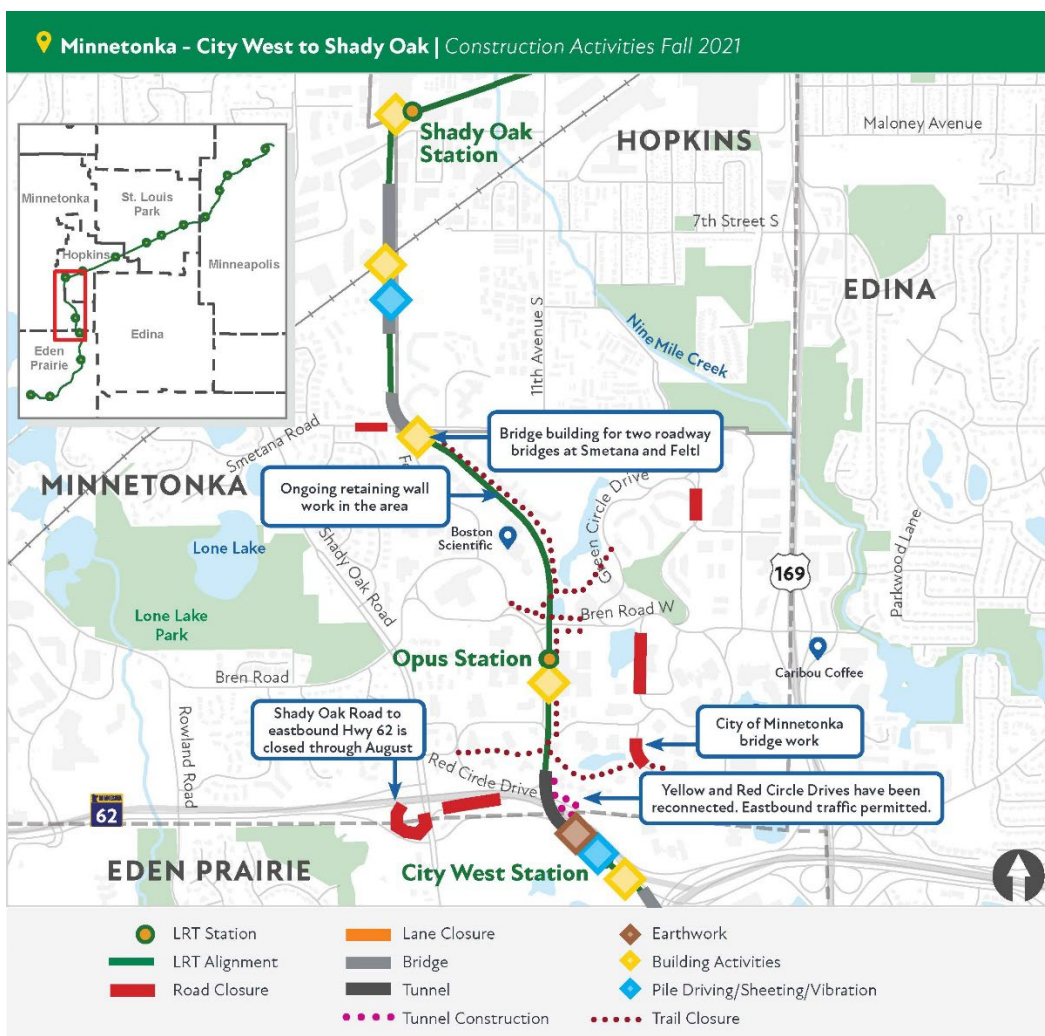 Minnetonka - City West to Shady Oak | Construction Activities Fall 2021
Shady Oak
Station
HOPKINS
Maloney Avenue
Minnetonka
St. Louis
Park
Hopkins
Minneapolis
Edina
Eden
Prairie
7th Street S
EDINA
11th Avenue S
Nine Mile Creek
Smetana Road
Bridge building for two roadway
bridges at Smetana and Feltl
MINNETONKA
Ongoing retaining wall
work in the area
Green Circle Drive
Boston
Scientific
Lone Lake
Shady Oak Road
169
Parkwood Lane
Lone Lake
Park
Bren Road W
Opus Station
Caribou Coffee
Bren Road
Rowland Road
Shady Oak Road to
eastbound Hwy 62 is
closed through August
City of Minnetonka
bridge work
Red Circle Drive
Yellow and Red Circle Drives have been
reconnected. Eastbound traffic permitted.
62
EDEN PRAIRIE
City West Station
LRT Station
LRT Alignment
Road Closure
Lane Closure
Bridge
Tunnel
Tunnel Construction
Earthwork
Building Activities
Pile Driving/Sheeting/Vibration
Trail Closure